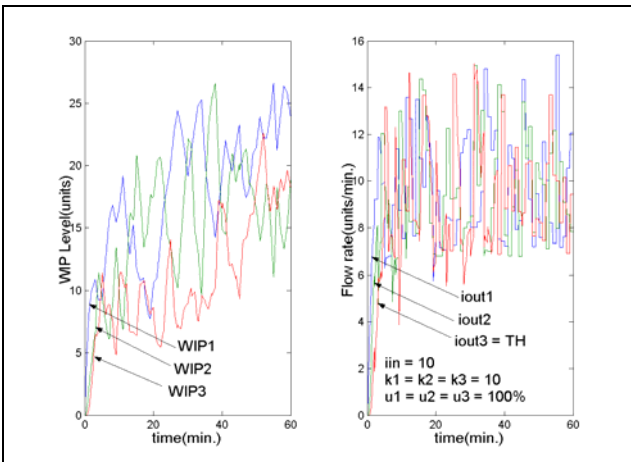 30
25
20
15
10
5
0
WIP Level(units)
WIP1
WIP2
WIP3
0
20
40
60
time(min.)
16
14
12
10
8
6
4
2
0
Flow rate(units/min.)
iout1
iout2
iout3 = TH
iin = 10
k1 = k2 = k3 = 10
u1 = u2 = u3 = 100%
0
20
40
60
time(min.)